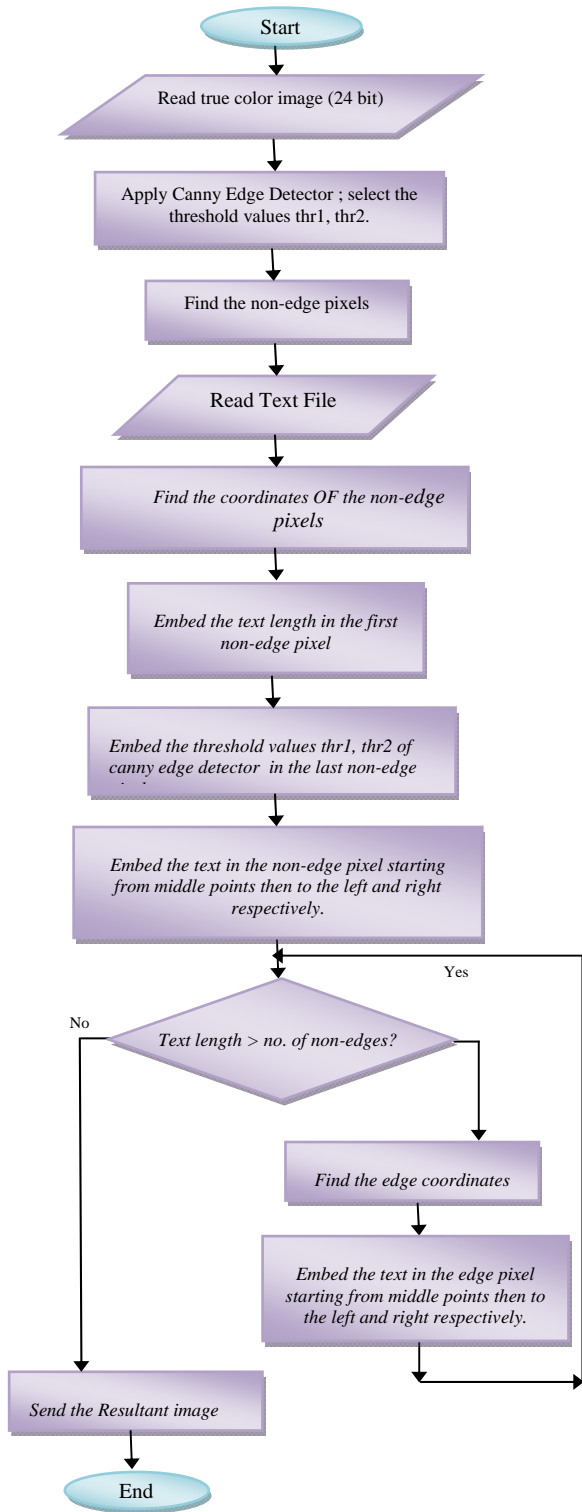 Start
Read true color image (24 bit)
Apply Canny Edge Detector ; select the
threshold values thr1, thr2.
Find the non-edge pixels
Read Text File
Find the coordinates OF the non-edge
pixels
Embed the text length in the first
non-edge pixel
Embed the threshold values thr1, thr2 of
canny edge detector in the last non-edge
Embed the text in the non-edge pixel starting
from middle points then to the left and right
respectively.
Yes
No
Text length > no. of non-edges?
Find the edge coordinates
Embed the text in the edge pixel
starting from middle points then to
the left and right respectively.
Send the Resultant image
End